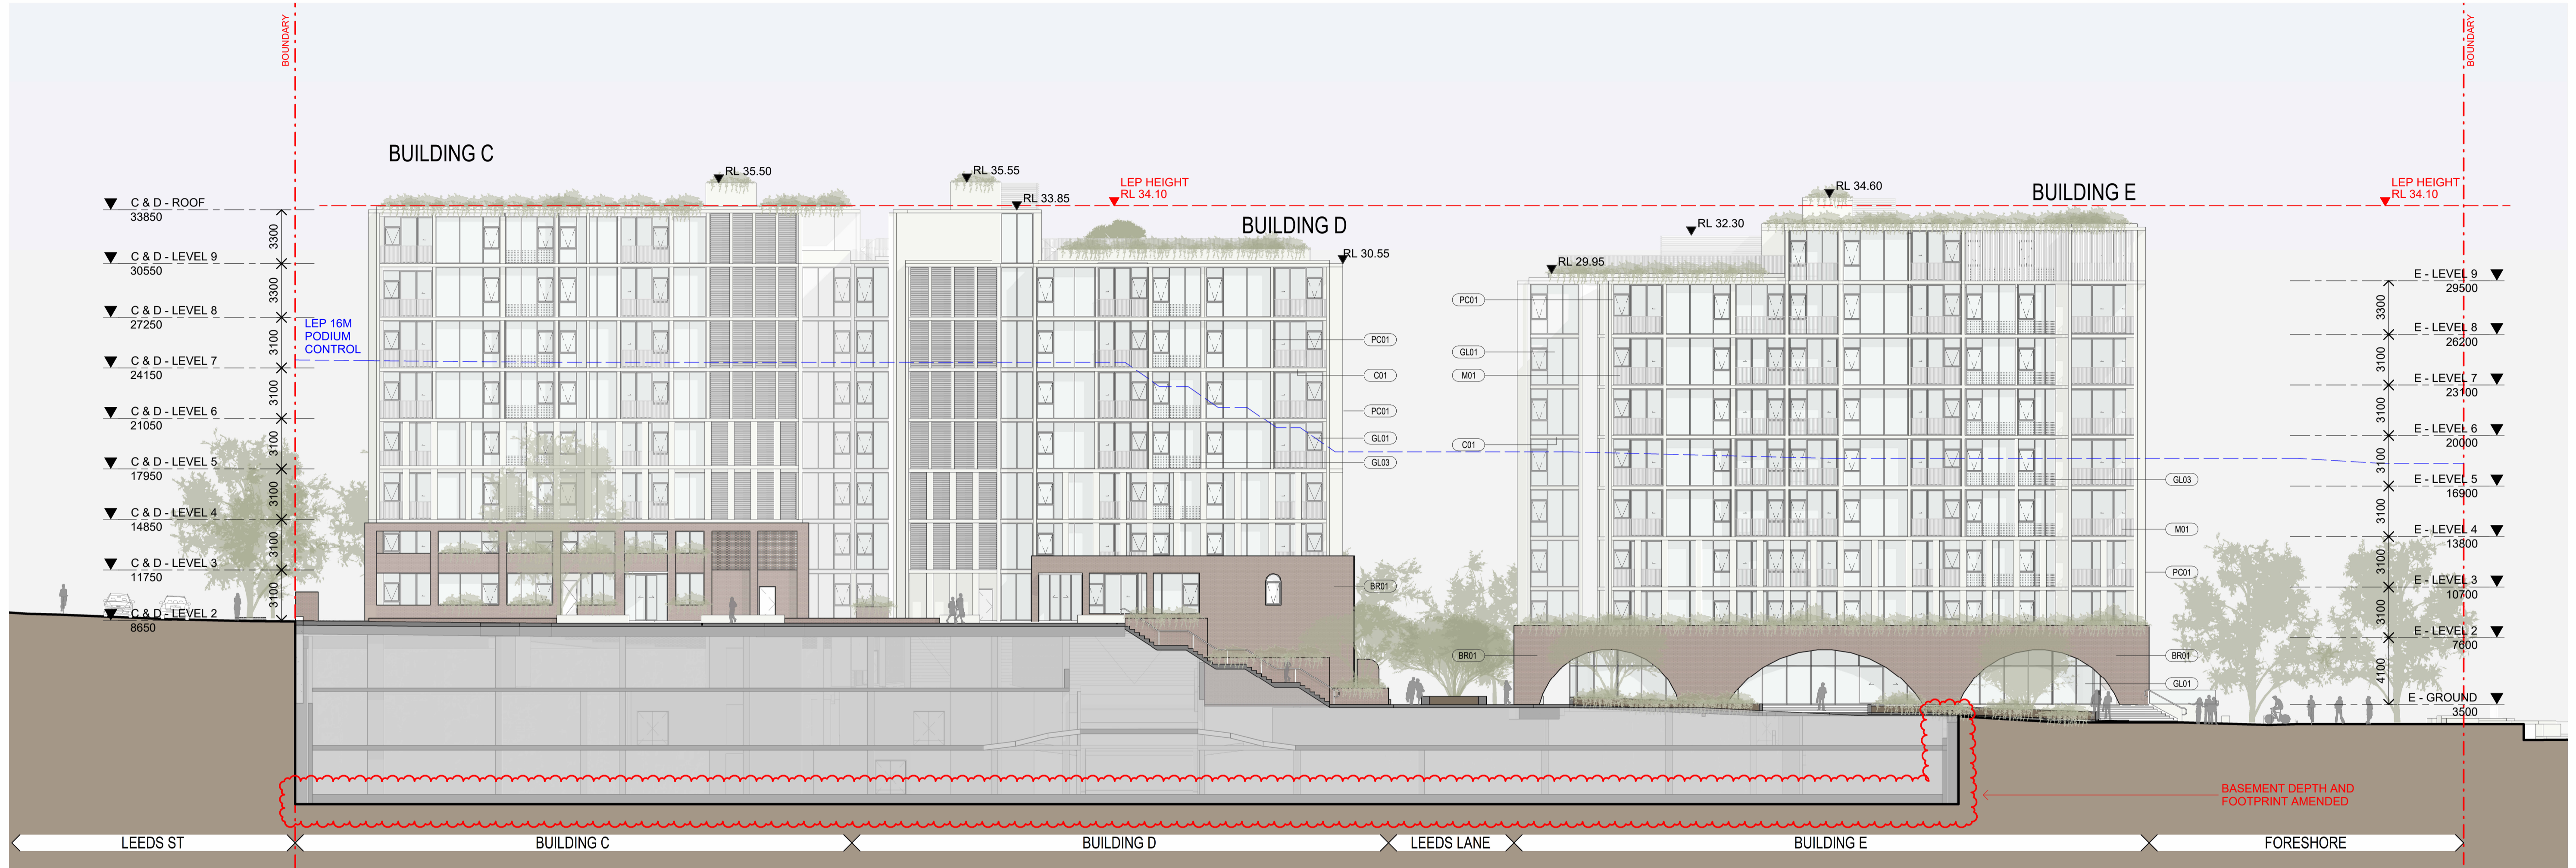 BOUNDARY
BOUNDARY
BUILDING C
RL 35.50
RL 35.55
RL 33.85
LEP HEIGHT
RL 34.10
BUILDING D
RL 30.55
RL 29.95
RL 32.30
RL 34.60
BUILDING E
LEP HEIGHT
RL 34.10
C & D - ROOF
33850
3300
C & D - LEVEL 9
30550
3300
C & D - LEVEL 8
27250
3100
C & D - LEVEL 7
24150
3100
C & D - LEVEL 6
21050
3100
C & D - LEVEL 5
17950
3100
C & D - LEVEL 4
14850
3100
C & D - LEVEL 3
11750
3100
C & D - LEVEL 2
8650
LEP 16M
PODIUM
CONTROL
PC01
C01
PC01
GL01
GL03
BR01
PC01
GL01
M01
C01
BR01
GL03
M01
PC01
BR01
GL01
E - LEVEL 9
29500
3300
E - LEVEL 8
26200
3100
E - LEVEL 7
23100
3100
E - LEVEL 6
20000
3100
E - LEVEL 5
16900
3100
E - LEVEL 4
13800
3100
E - LEVEL 3
10700
3100
E - LEVEL 2
7600
4100
E - GROUND
3500
BASEMENT DEPTH AND
FOOTPRINT AMENDED
LEEDS ST
BUILDING C
BUILDING D
LEEDS LANE
BUILDING E
FORESHORE